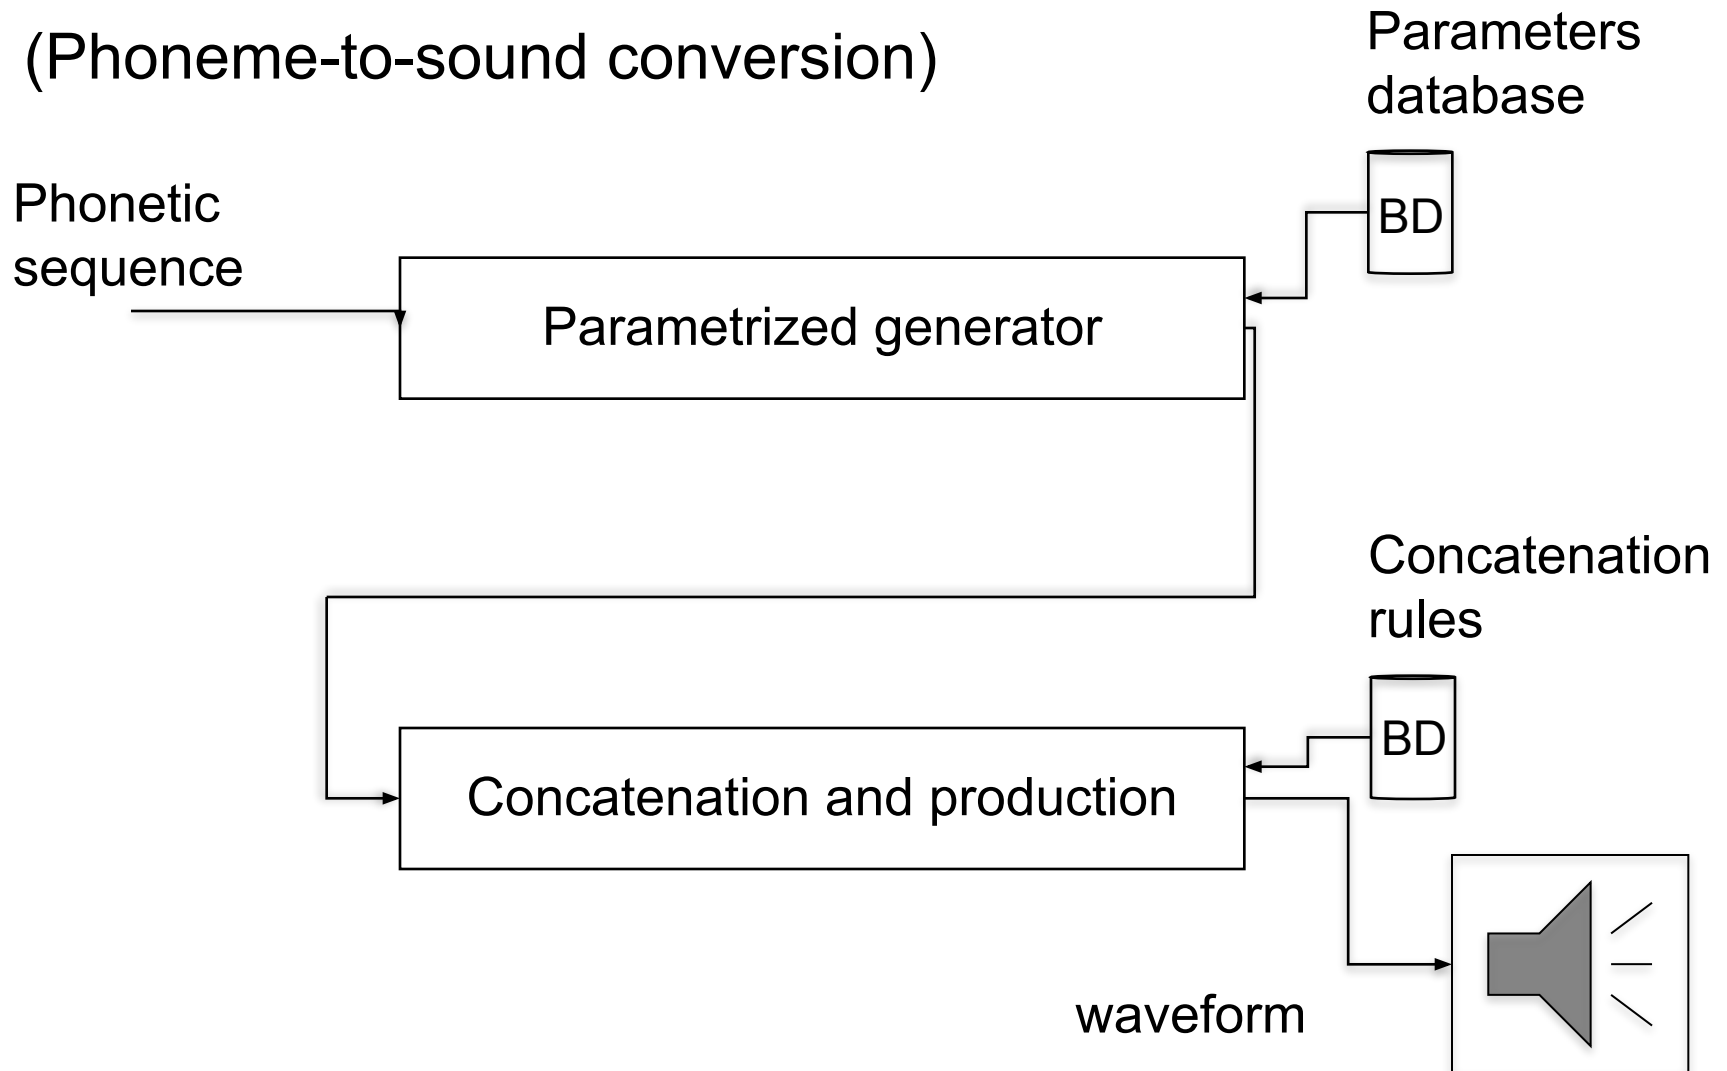 (Phoneme-to-sound conversion)
Parameters
database
BD
Phonetic
sequence
Parametrized generator
Concatenation
rules
BD
Concatenation and production
waveform